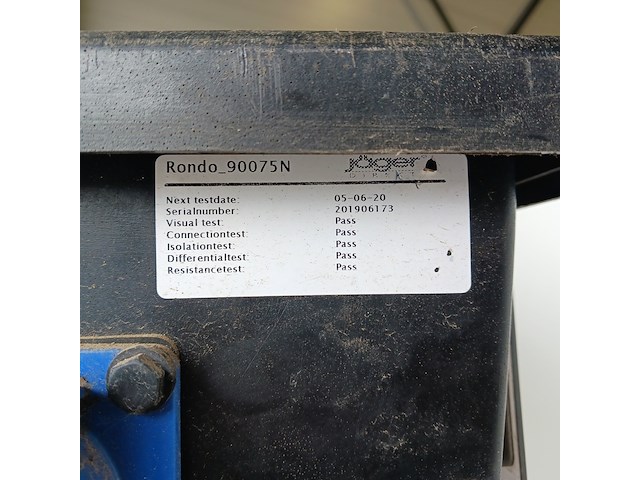 Rondo_90075N jäger
DIREKT
Next testdate: 05-06-20
Serialnumber: 201906173
Visual test: Pass
Connectiontest: Pass
Isolationtest: Pass
Differentialtest: Pass
Resistancetest: Pass